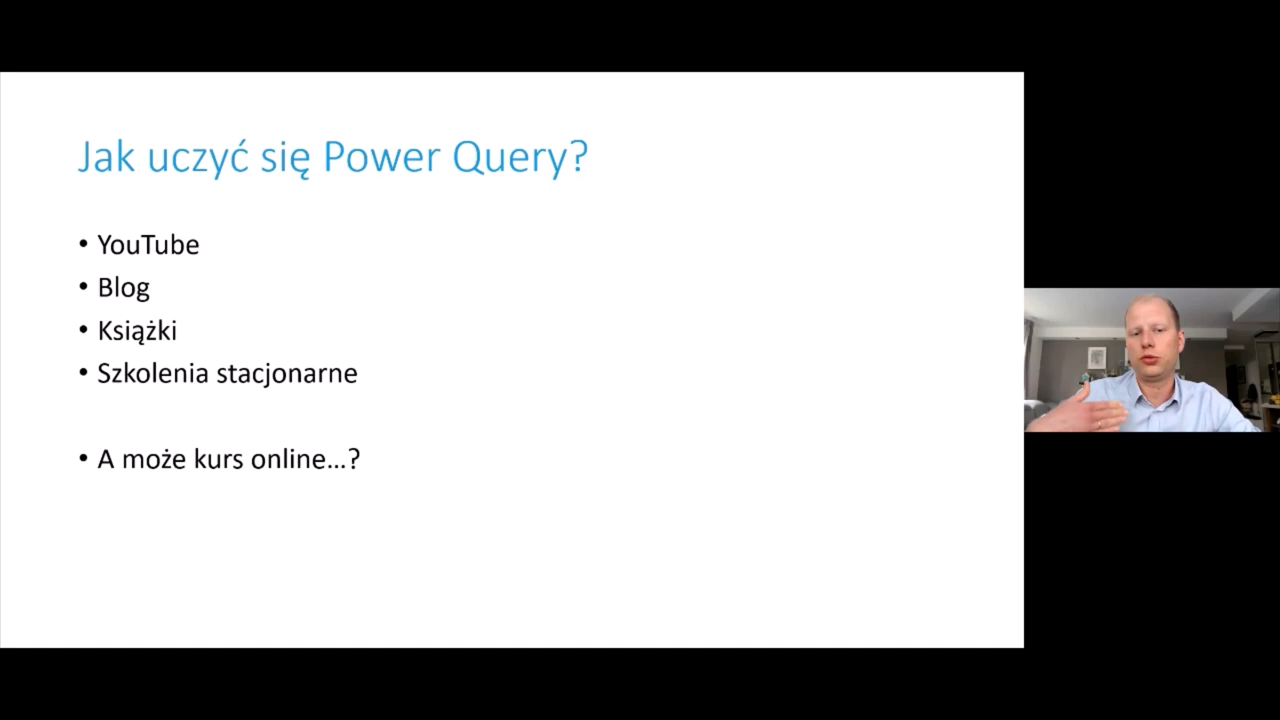 Jak uczyć się Power Query?
• YouTube
• Blog
• Książki
• Szkolenia stacjonarne
• A może kurs online...?